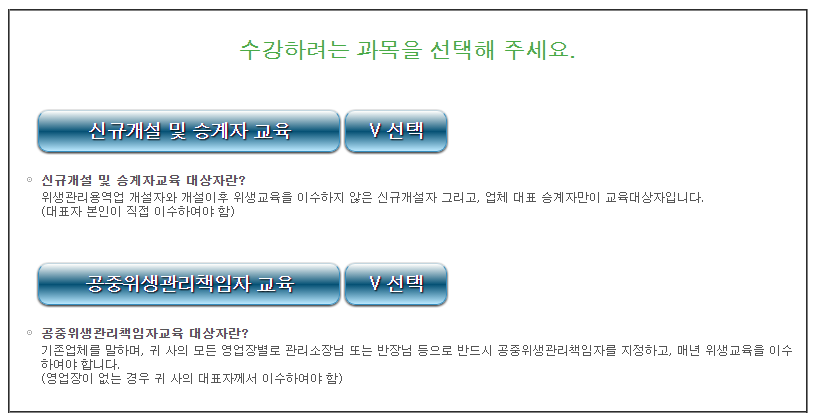 수강하려는 과목을 선택해 주세요.
신규개설 및 승계자 교육
V 선택
신규개설 및 승계자교육 대상자란?
위생관리용역업 개설자와 개설이후 위생교육을 이수하지 않은 신규개설자 그리고, 업체 대표 승계자만이 교육대상자입니다.
(대표자 본인이 직접 이수하여야 함)
공중위생관리책임자 교육
V 선택
공중위생관리책임자교육 대상자란?
기존업체를 말하며, 귀 사의 모든 영업장별로 관리소장님 또는 반장님 등으로 반드시 공중위생관리책임자를 지정하고, 매년 위생교육을 이수
하여야 합니다.
(영업장이 없는 경우 귀 사의 대표자께서 이수하여야 함)